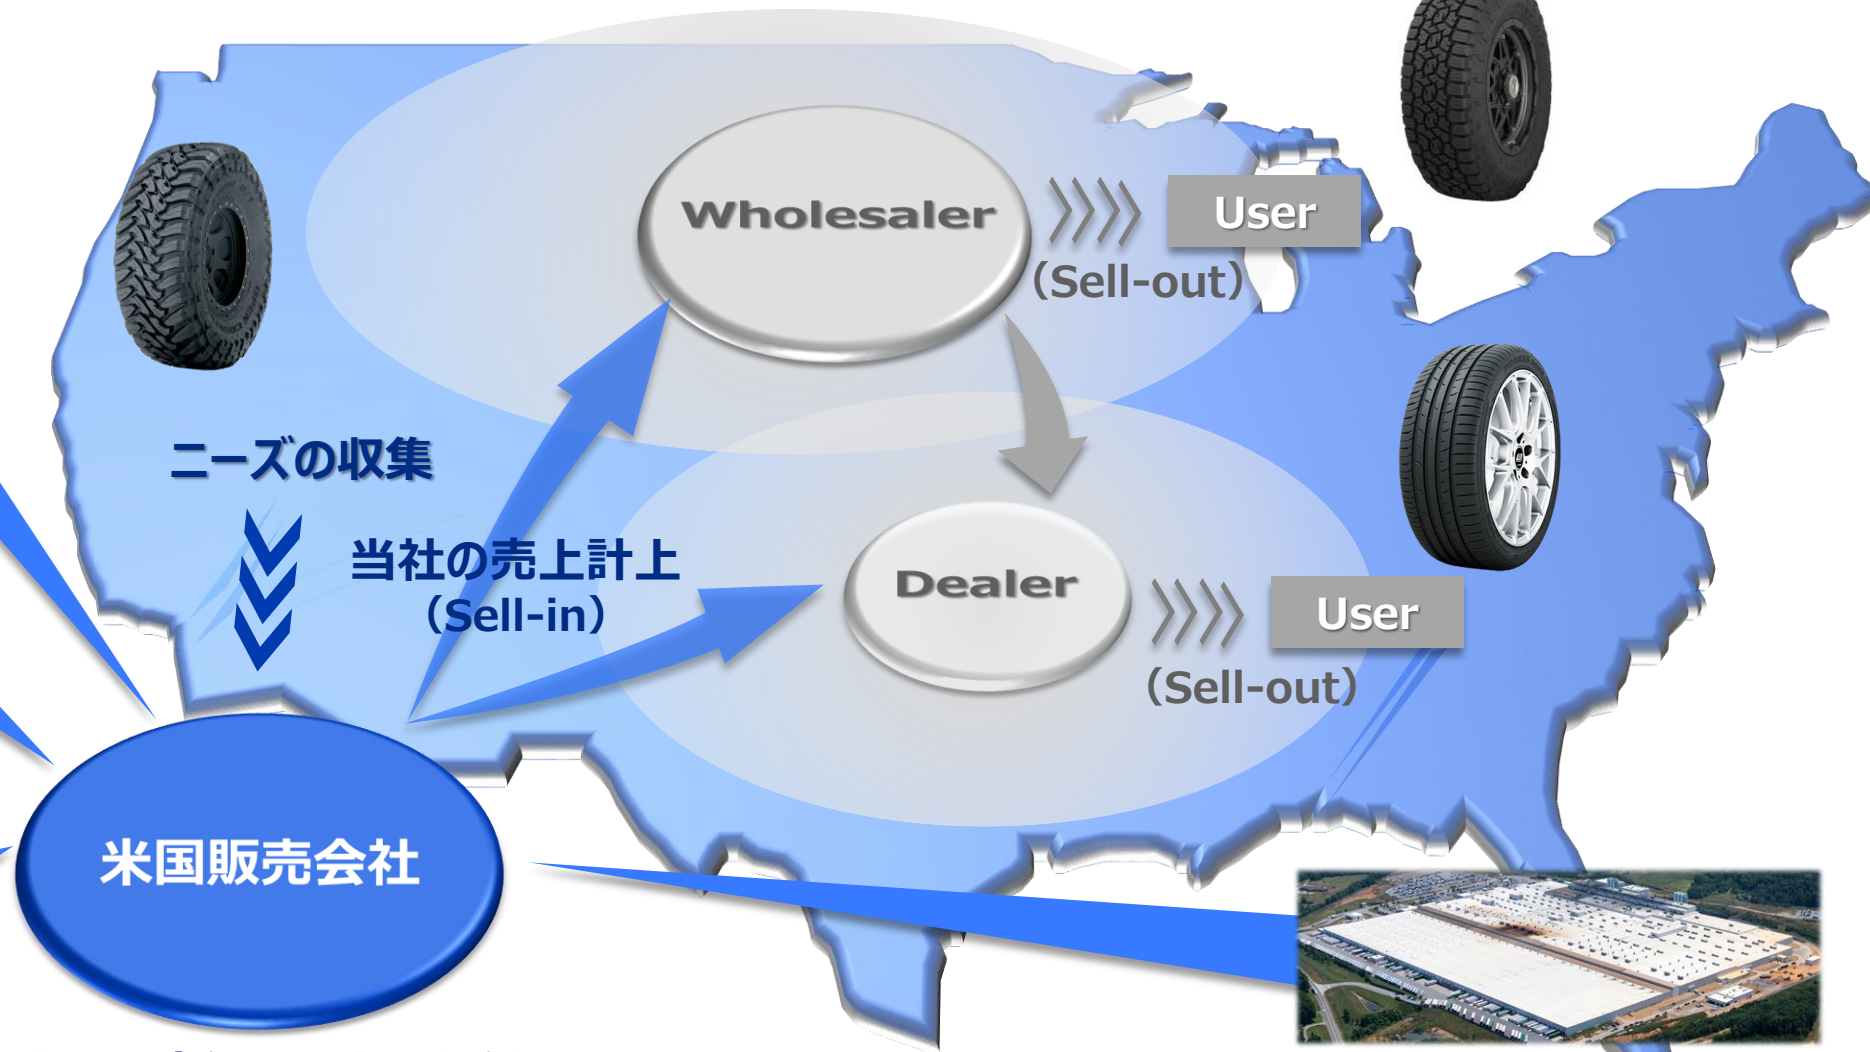 Wholesaler
User
（Sell-out）
ニーズの収集
当社の売上計上
（Sell-in）
Dealer
User
（Sell-out）
米国販売会社